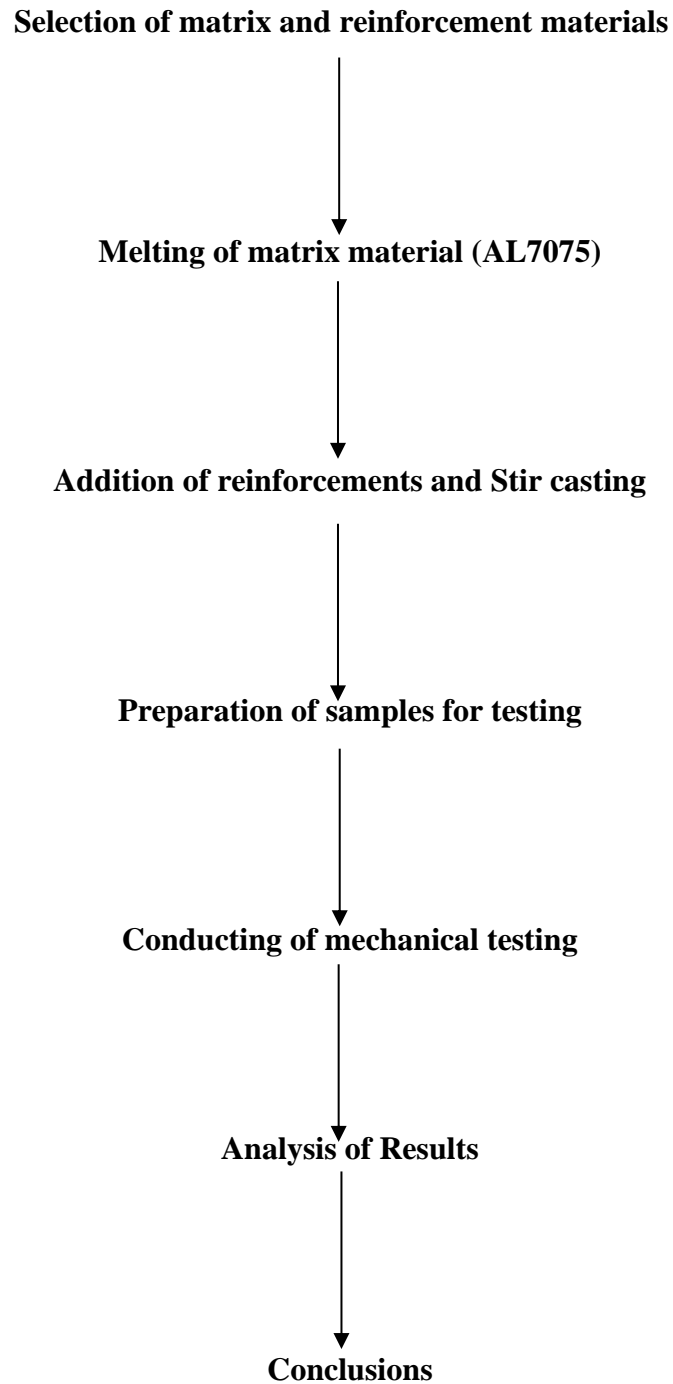 Selection of matrix and reinforcement materials
Melting of matrix material (AL7075)
Addition of reinforcements and Stir casting
Preparation of samples for testing
Conducting of mechanical testing
Analysis of Results
Conclusions